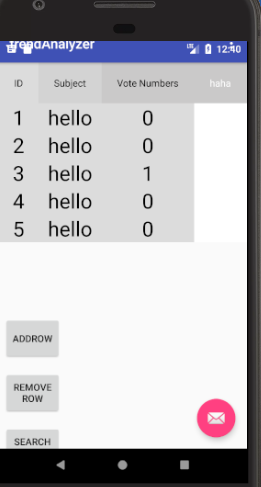 trendAnalyzer
12:40
ID Subject Vote Numbers haha
1 hello 0
2 hello 0
3 hello 1
4 hello 0
5 hello 0
ADDROW
REMOVE
ROW
SEARCH